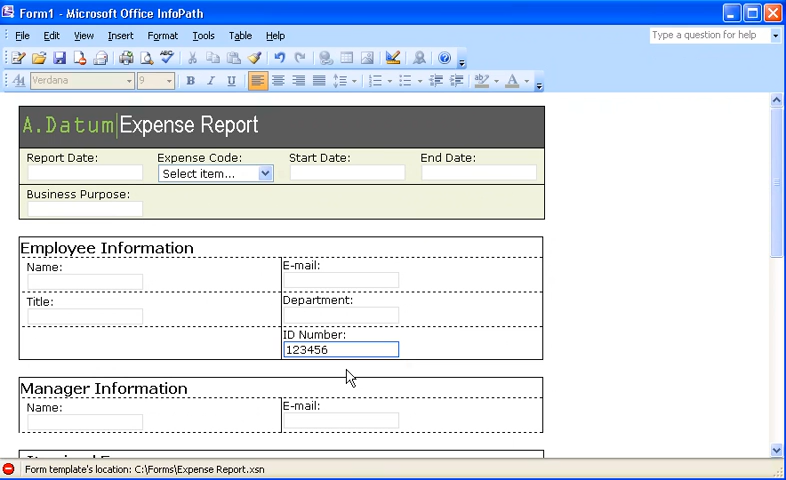 Form1 - Microsoft Office InfoPath
File Edit View Insert Format Tools Table Help
Type a question for help
Verdana 9 B I U
A.Datum Expense Report
Report Date: Expense Code: Start Date: End Date:
Select item...
Business Purpose:
Employee Information
Name: E-mail:
Title: Department:
ID Number:
123456
Manager Information
Name: E-mail:
Form template's location: C:\Forms\Expense Report.xsn